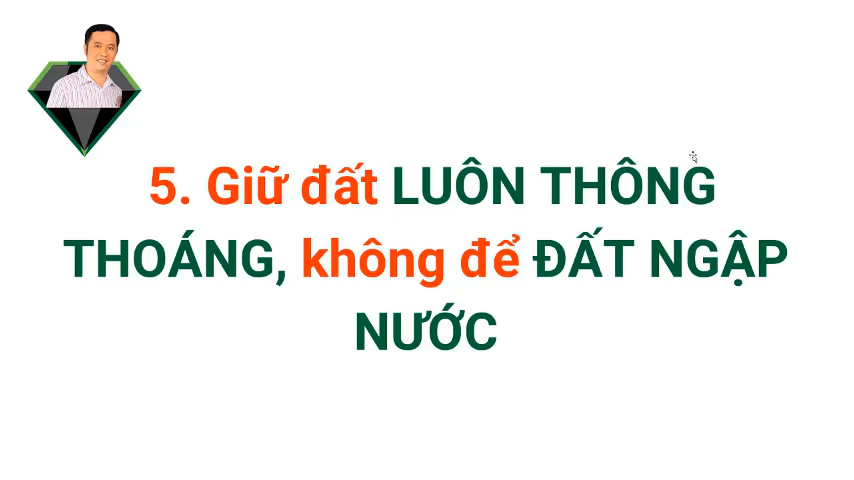 5. Giữ đất LUÔN THÔNG
THOÁNG, không để ĐẤT NGẬP
NƯỚC